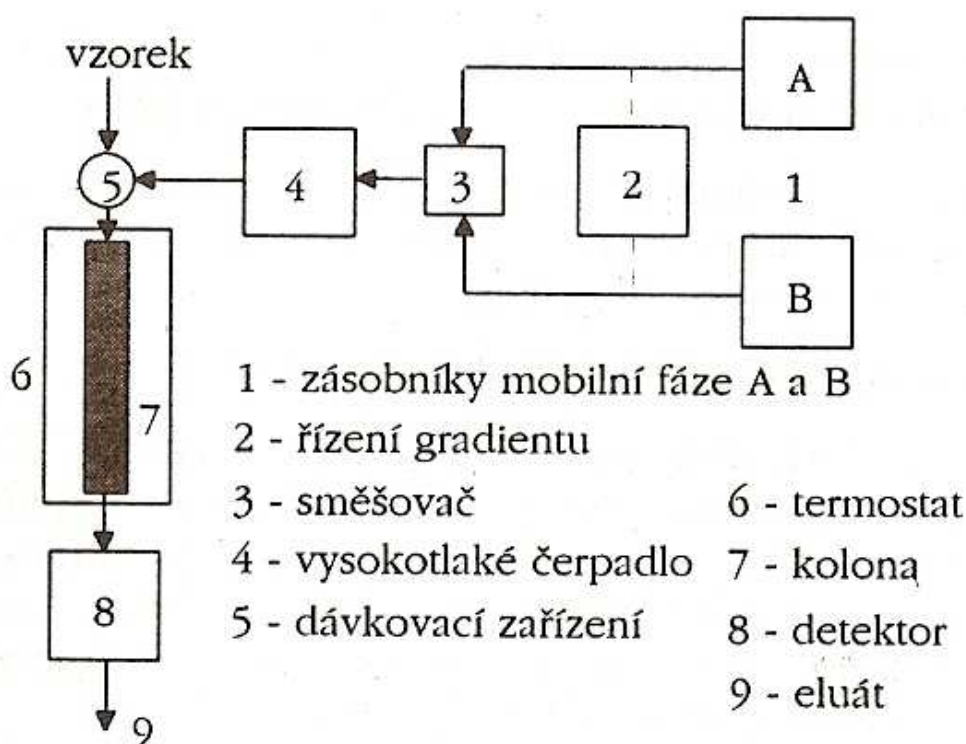 vzorek
A
5
4
3
2
1
B
6
7
1 - zásobníky mobilní fáze A a B
2 - řízení gradientu
3 - směšovač
4 - vysokotlaké čerpadlo
5 - dávkovací zařízení
6 - termostat
7 - kolona
8 - detektor
9 - eluát
8
9